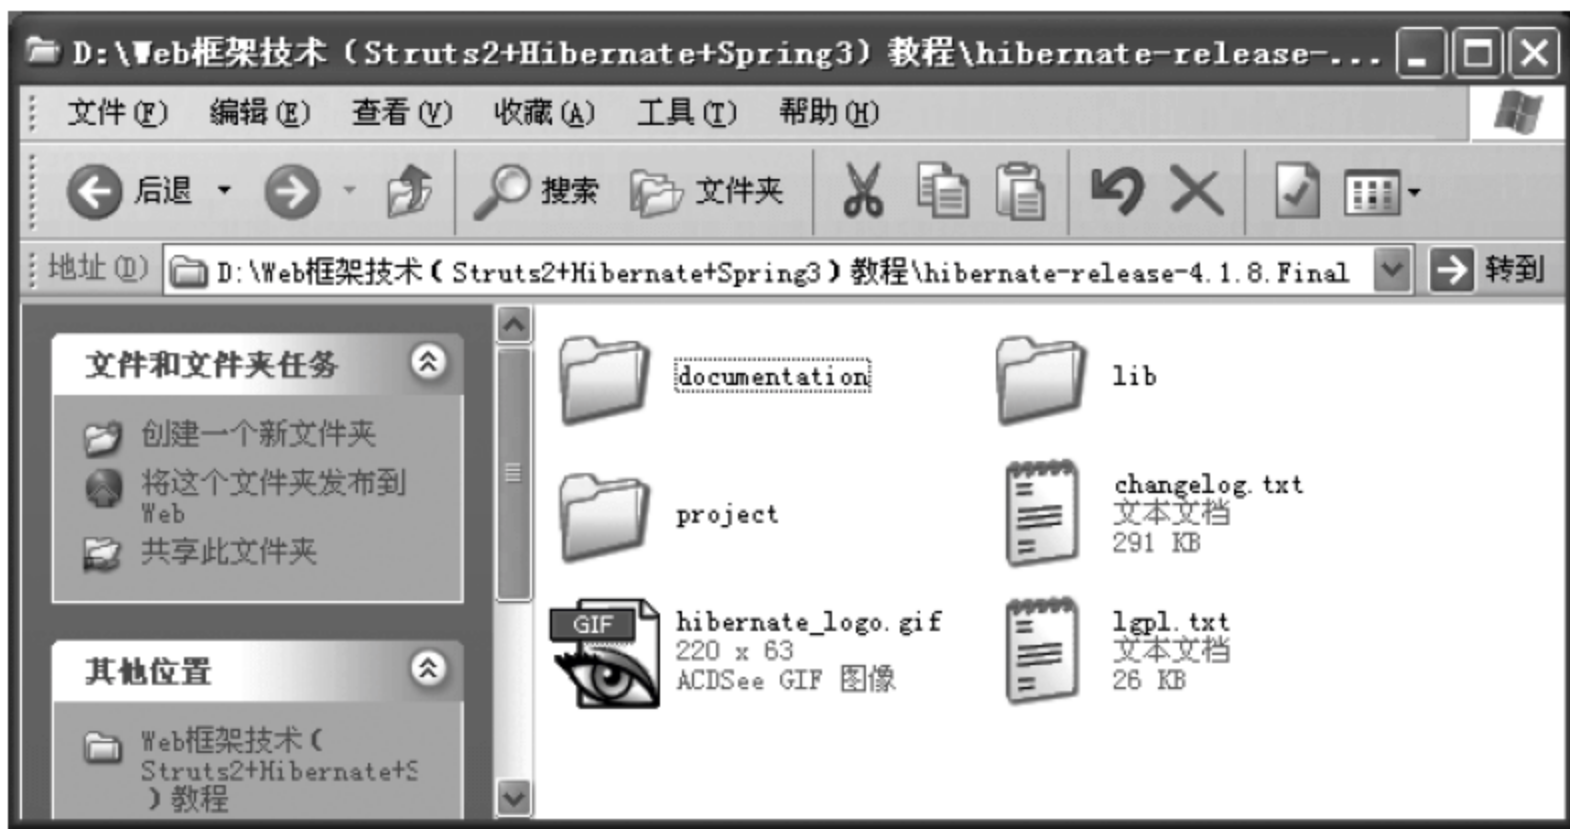 D:\Web框架技术（Struts2+Hibernate+Spring3）教程\hibernate-release-...
文件(F) 编辑(E) 查看(V) 收藏(A) 工具(T) 帮助(H)
后退 搜索 文件夹
地址(D) D:\Web框架技术（Struts2+Hibernate+Spring3）教程\hibernate-release-4.1.8.Final 转到
文件和文件夹任务
创建一个新文件夹
将这个文件夹发布到
Web
共享此文件夹
其他位置
Web框架技术（
Struts2+Hibernate+S
）教程
documentation
lib
project
changelog.txt
文本文档
291 KB
GIF
hibernate_logo.gif
220 x 63
ACDSee GIF 图像
lgpl.txt
文本文档
26 KB